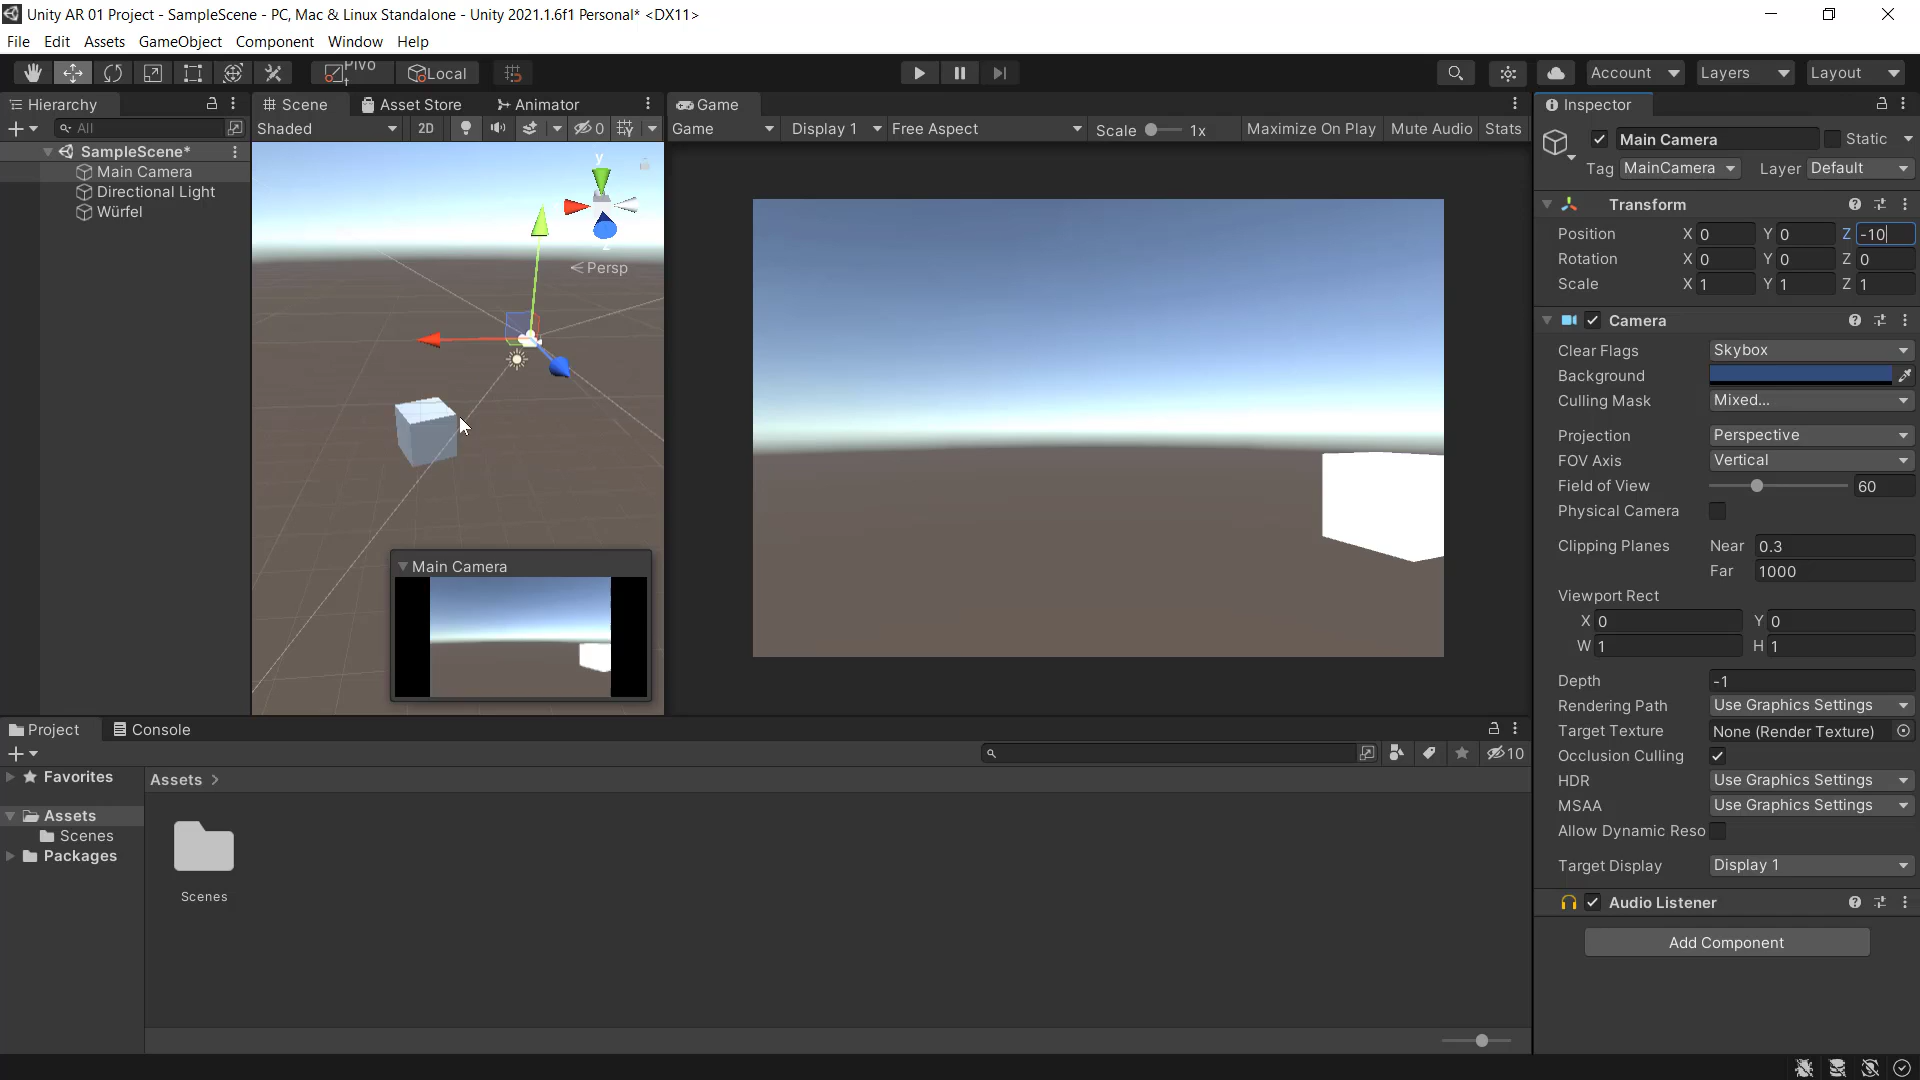 Unity AR 01 Project - SampleScene - PC, Mac & Linux Standalone - Unity 2021.1.6f1 Personal* <DX11>
File Edit Assets GameObject Component Window Help
Pivot Local Account Layers Layout
Hierarchy
All
SampleScene*
Main Camera
Directional Light
Würfel
Scene Asset Store Animator
Shaded 2D 0
y
z
Persp
Main Camera
Game
Game Display 1 Free Aspect Scale 1x Maximize On Play Mute Audio Stats
Inspector
Main Camera Static
Tag MainCamera Layer Default
Transform
Position X 0 Y 0 Z -10
Rotation X 0 Y 0 Z 0
Scale X 1 Y 1 Z 1
Camera
Clear Flags Skybox
Background
Culling Mask Mixed...
Projection Perspective
FOV Axis Vertical
Field of View 60
Physical Camera
Clipping Planes Near 0.3
Far 1000
Viewport Rect
X 0 Y 0
W 1 H 1
Depth -1
Rendering Path Use Graphics Settings
Target Texture None (Render Texture)
Occlusion Culling
HDR Use Graphics Settings
MSAA Use Graphics Settings
Allow Dynamic Reso
Target Display Display 1
Audio Listener
Add Component
Project Console
10
Favorites
Assets
Scenes
Packages
Assets >
Scenes